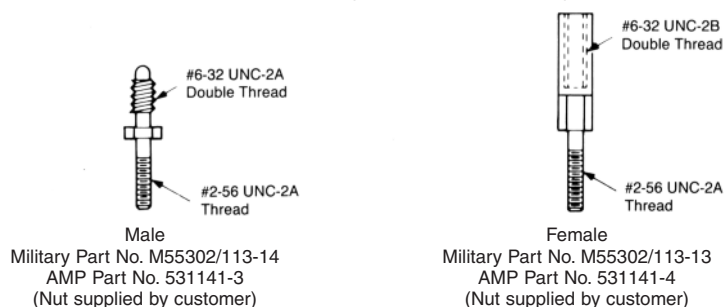 #6-32 UNC-2A
Double Thread
#2-56 UNC-2A
Thread
Male
Military Part No. M55302/113-14
AMP Part No. 531141-3
(Nut supplied by customer)
#6-32 UNC-2B
Double Thread
#2-56 UNC-2A
Thread
Female
Military Part No. M55302/113-13
AMP Part No. 531141-4
(Nut supplied by customer)